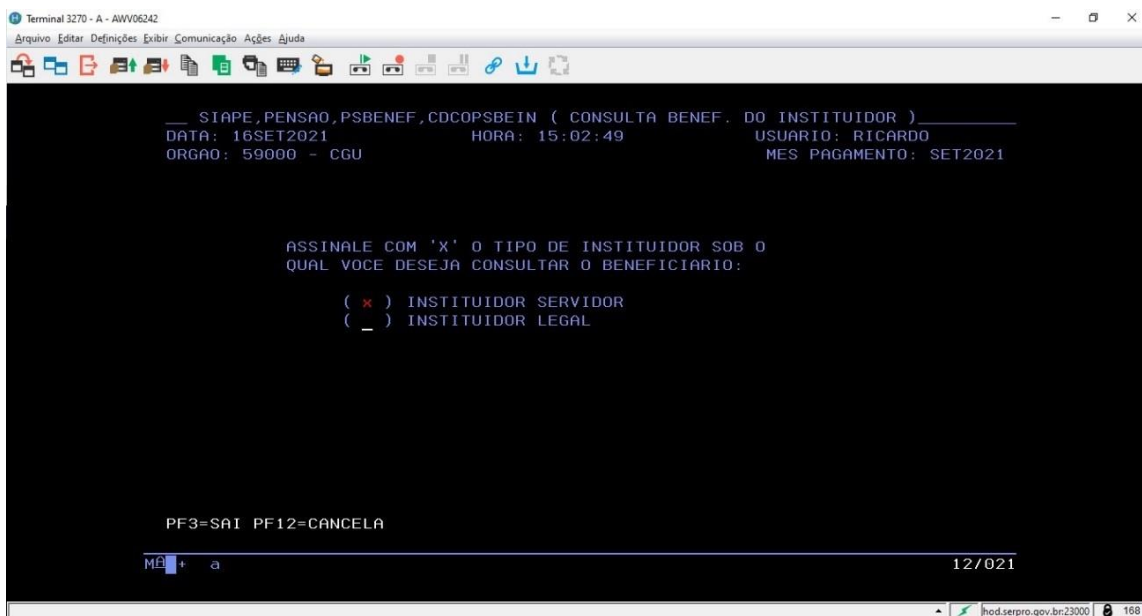 Terminal 3270 - A - AWV06242
Arquivo Editar Definições Exibir Comunicação Ações Ajuda
__ SIAPE,PENSAO,PSBENEF,CDCOPSBEIN ( CONSULTA BENEF. DO INSTITUIDOR )________
DATA: 16SET2021 HORA: 15:02:49 USUARIO: RICARDO
ORGAO: 59000 - CGU MES PAGAMENTO: SET2021
ASSINALE COM 'X' O TIPO DE INSTITUIDOR SOB O
QUAL VOCE DESEJA CONSULTAR O BENEFICIARIO:
( x ) INSTITUIDOR SERVIDOR
( _ ) INSTITUIDOR LEGAL
PF3=SAI PF12=CANCELA
MA + a 12/021
hod.serpro.gov.br:23000 168